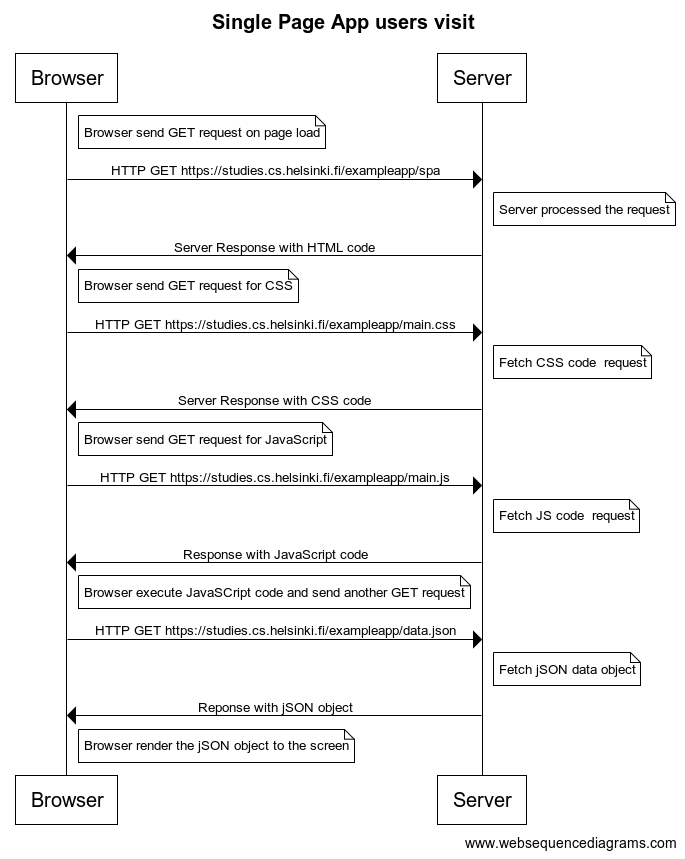 Single Page App users visit
Browser
Server
Browser send GET request on page load
HTTP GET https://studies.cs.helsinki.fi/exampleapp/spa
Server processed the request
Server Response with HTML code
Browser send GET request for CSS
HTTP GET https://studies.cs.helsinki.fi/exampleapp/main.css
Fetch CSS code  request
Server Response with CSS code
Browser send GET request for JavaScript
HTTP GET https://studies.cs.helsinki.fi/exampleapp/main.js
Fetch JS code  request
Response with JavaScript code
Browser execute JavaSCript code and send another GET request
HTTP GET https://studies.cs.helsinki.fi/exampleapp/data.json
Fetch jSON data object
Reponse with jSON object
Browser render the jSON object to the screen
Browser
Server
www.websequencediagrams.com